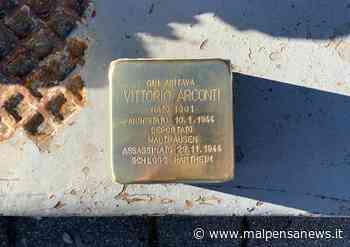 QUI ABITAVA
VITTORIO ARCONTI
NATO 1901
ARRESTATO 10.1.1944
DEPORTATO
MAUTHAUSEN
ASSASSINATO 29.11.1944
SCHLOSS HARTHEIM
© www.malpensanews.it